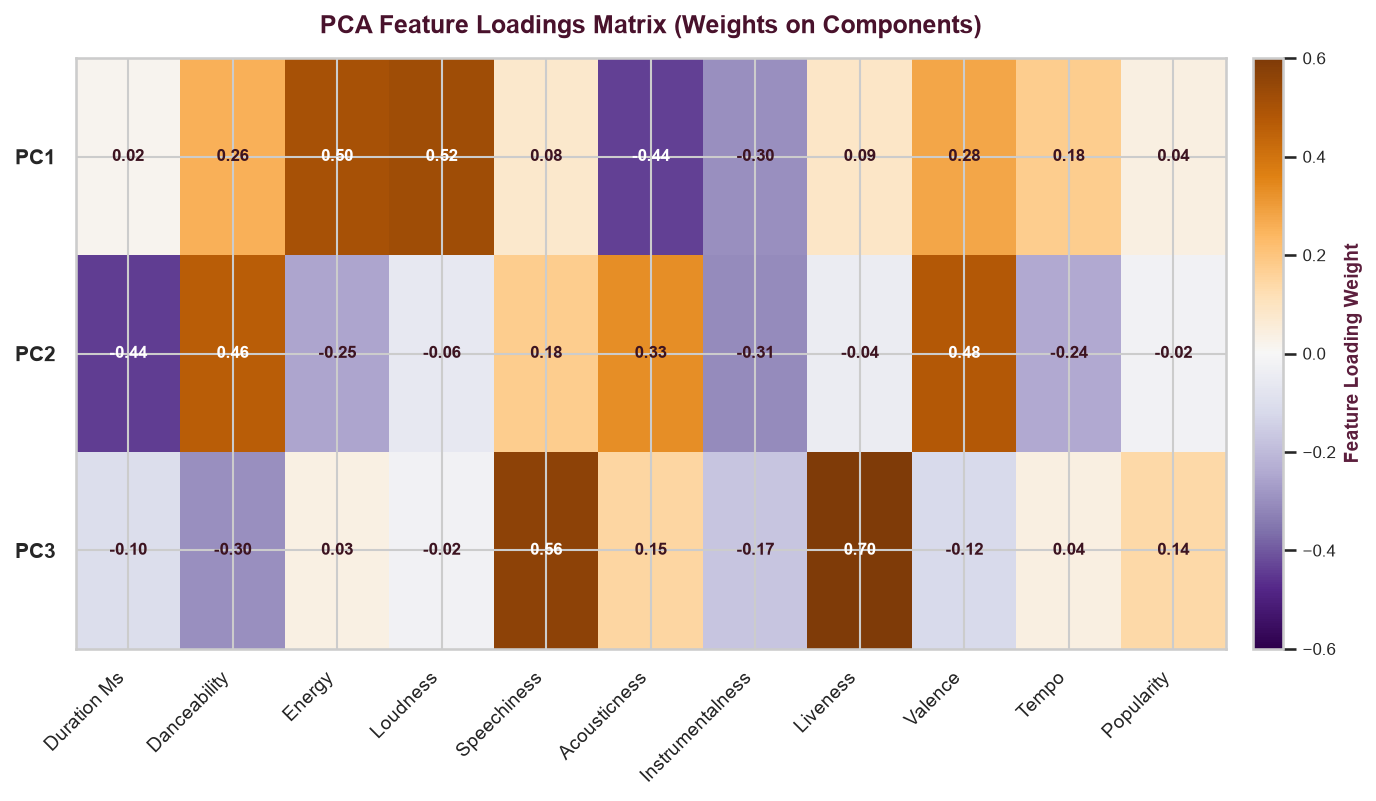 PCA Feature Loadings Matrix (Weights on Components)
PC1 0.02 0.26 0.50 0.52 0.08 -0.44 -0.30 0.09 0.28 0.18 0.04
PC2 -0.44 0.46 -0.25 -0.06 0.18 0.33 -0.31 -0.04 0.48 -0.24 -0.02
PC3 -0.10 -0.30 0.03 -0.02 0.56 0.15 -0.17 0.70 -0.12 0.04 0.14
Duration Ms
Danceability
Energy
Loudness
Speechiness
Acousticness
Instrumentalness
Liveness
Valence
Tempo
Popularity
0.6
0.4
0.2
0.0
−0.2
−0.4
−0.6
Feature Loading Weight